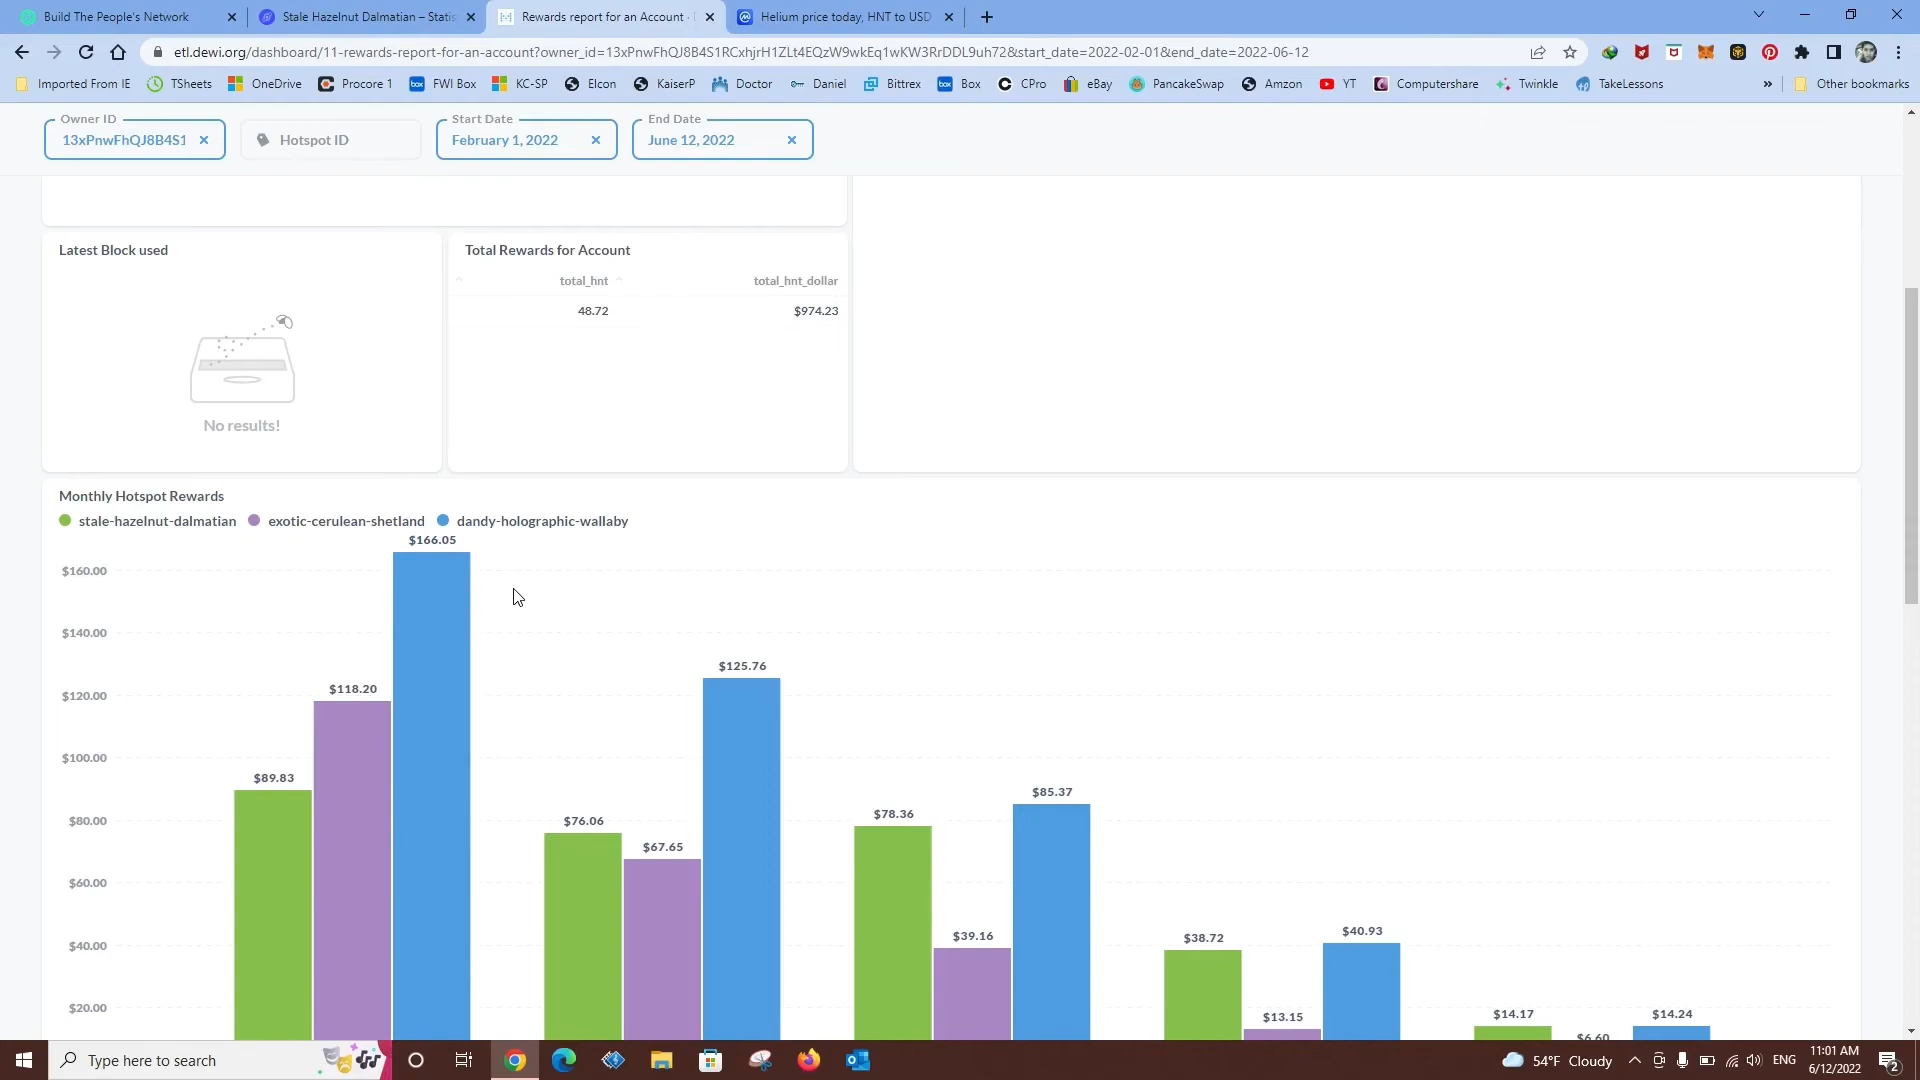 Build The People's Network
Stale Hazelnut Dalmatian – Statis
Rewards report for an Account ·
Helium price today, HNT to USD
etl.dewi.org/dashboard/11-rewards-report-for-an-account?owner_id=13xPnwFhQJ8B4S1RCxhjrH1ZLt4EQzW9wkEq1wKW3RrDDL9uh72&start_date=2022-02-01&end_date=2022-06-12
Imported From IE TSheets OneDrive Procore 1 FWI Box KC-SP Elcon KaiserP Doctor Daniel Bittrex Box CPro eBay PancakeSwap Amzon YT Computershare Twinkle TakeLessons » Other bookmarks
Owner ID
13xPnwFhQJ8B4S1
Hotspot ID
Start Date
February 1, 2022
End Date
June 12, 2022
Latest Block used
No results!
Total Rewards for Account
total_hnt total_hnt_dollar
48.72 $974.23
Monthly Hotspot Rewards
stale-hazelnut-dalmatian exotic-cerulean-shetland dandy-holographic-wallaby
$166.05
$160.00
$140.00
$125.76
$120.00
$118.20
$100.00
$89.83
$85.37
$80.00
$76.06
$78.36
$67.65
$60.00
$40.00
$39.16
$38.72
$40.93
$20.00
$13.15
$14.17
$6.60
$14.24
Type here to search
54°F Cloudy
ENG
11:01 AM
6/12/2022
2